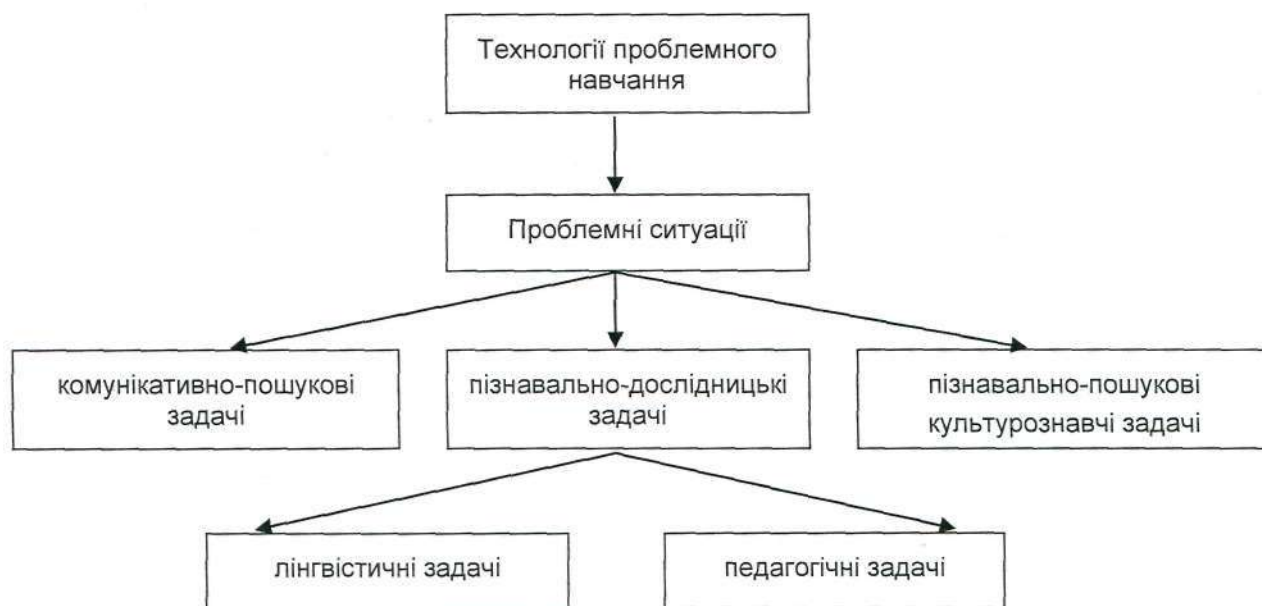 Технології проблемного
навчання
Проблемні ситуації
комунікативно-пошукові
задачі
пізнавально-дослідницькі
задачі
пізнавально-пошукові
культурознавчі задачі
лінгвістичні задачі
педагогічні задачі